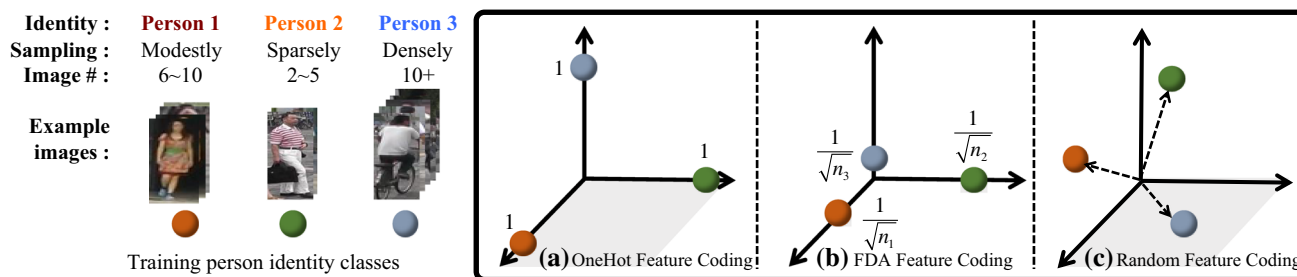 Identity : Person 1 Person 2 Person 3
Sampling : Modestly Sparsely Densely
Image # : 6~10 2~5 10+
Example
images :
Training person identity classes
1
1
1
(a) OneHot Feature Coding
1/√n₃
1/√n₂
1/√n₁
(b) FDA Feature Coding
(c) Random Feature Coding